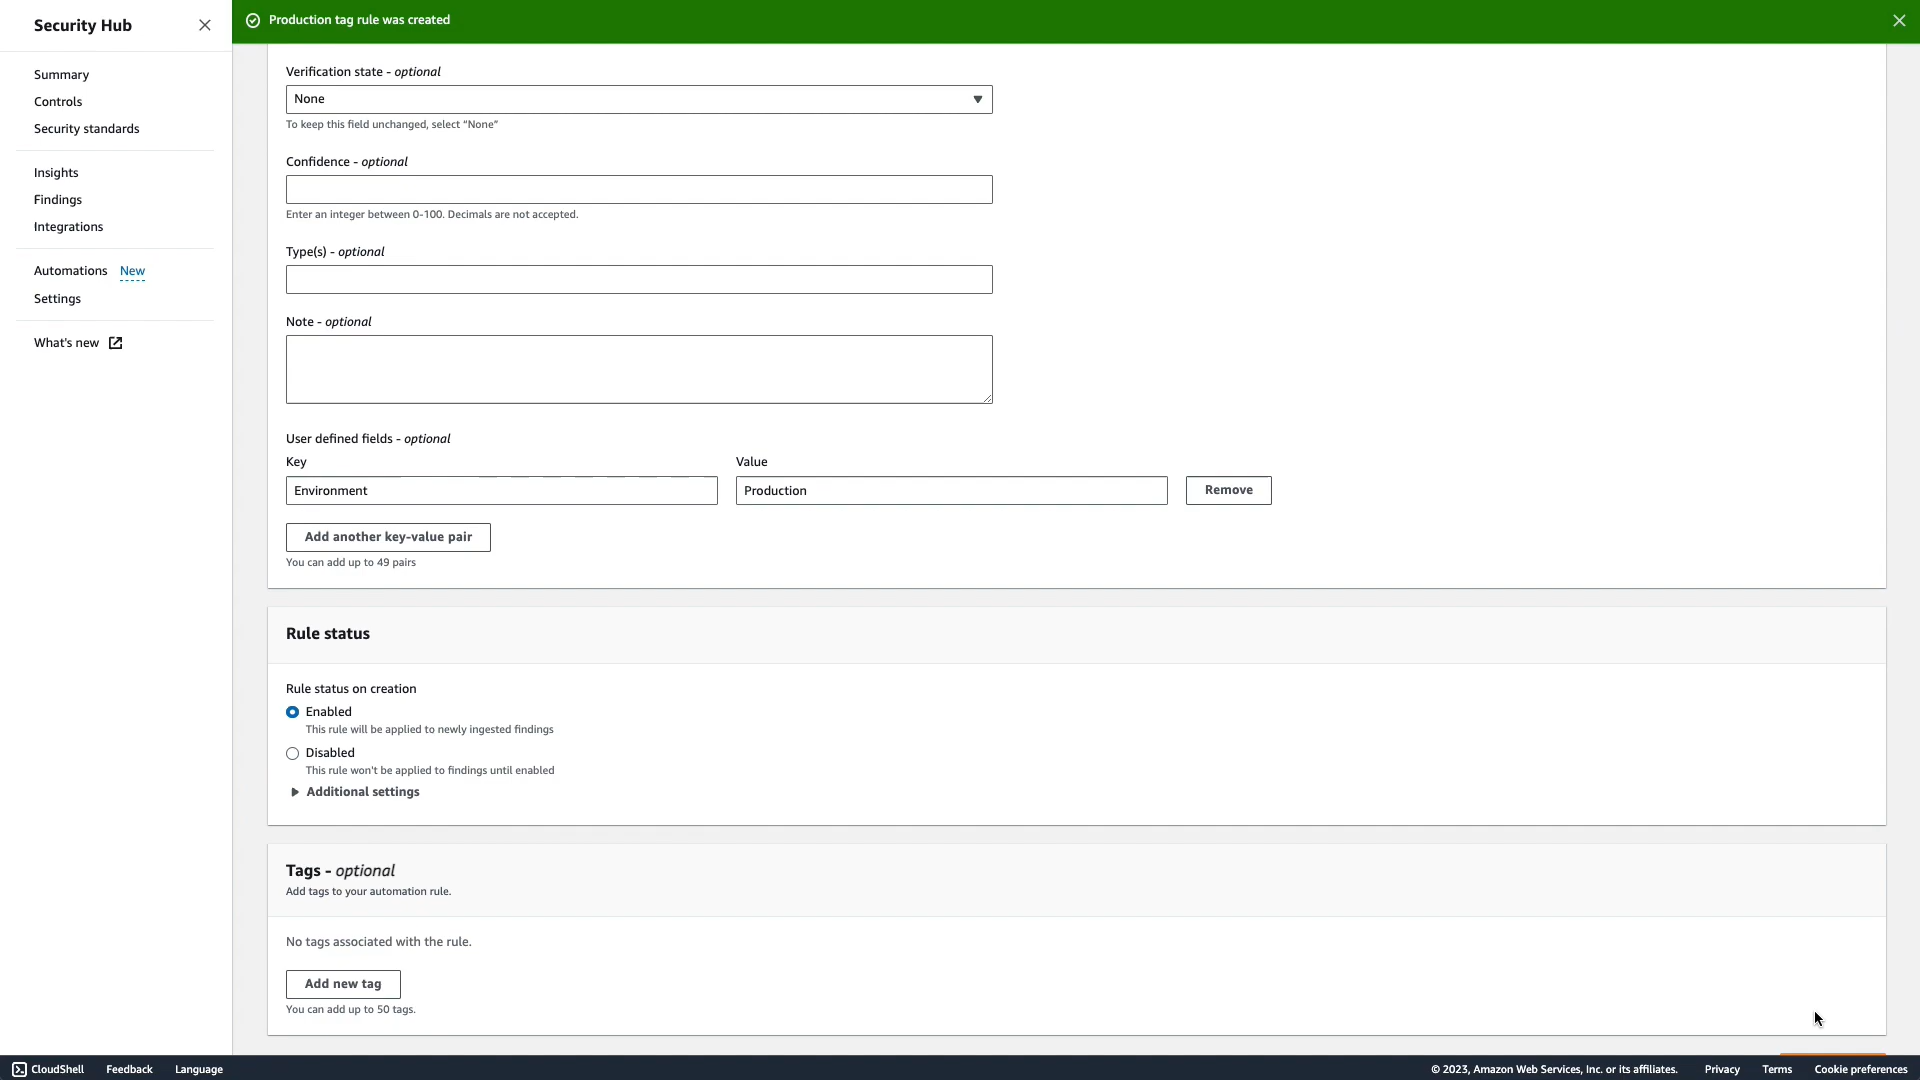 Security Hub
Production tag rule was created
Summary
Controls
Security standards
Insights
Findings
Integrations
Automations New
Settings
What's new
Verification state - optional
None
To keep this field unchanged, select “None”
Confidence - optional
Enter an integer between 0-100. Decimals are not accepted.
Type(s) - optional
Note - optional
User defined fields - optional
Key Value
Environment Production Remove
Add another key-value pair
You can add up to 49 pairs
Rule status
Rule status on creation
Enabled
This rule will be applied to newly ingested findings
Disabled
This rule won't be applied to findings until enabled
Additional settings
Tags - optional
Add tags to your automation rule.
No tags associated with the rule.
Add new tag
You can add up to 50 tags.
CloudShell Feedback Language © 2023, Amazon Web Services, Inc. or its affiliates. Privacy Terms Cookie preferences